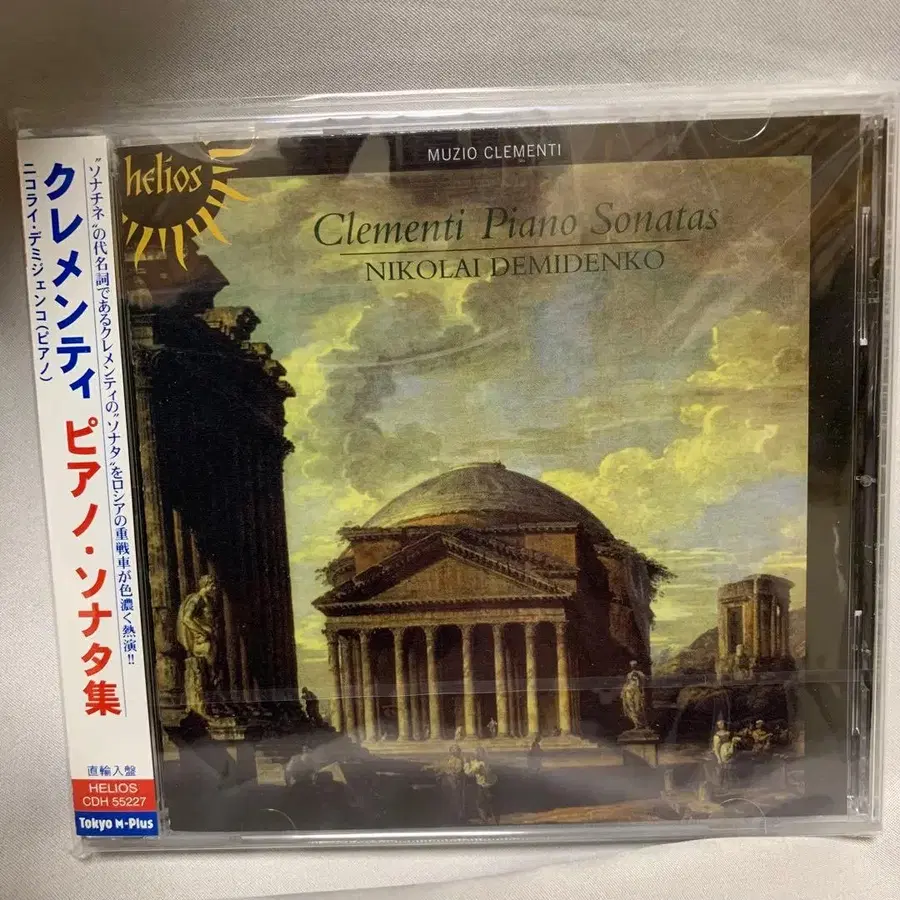 クレメンティ ピアノ・ソナタ集
ニコライ・デミジェンコ(ピアノ)
"ソナチネ"の代名詞であるクレメンティの"ソナタ"をロシアの重戦車が色濃く熱演!!
直輸入盤
HELIOS
CDH 55227
Tokyo M-Plus
helios
MUZIO CLEMENTI
Clementi Piano Sonatas
NIKOLAI DEMIDENKO